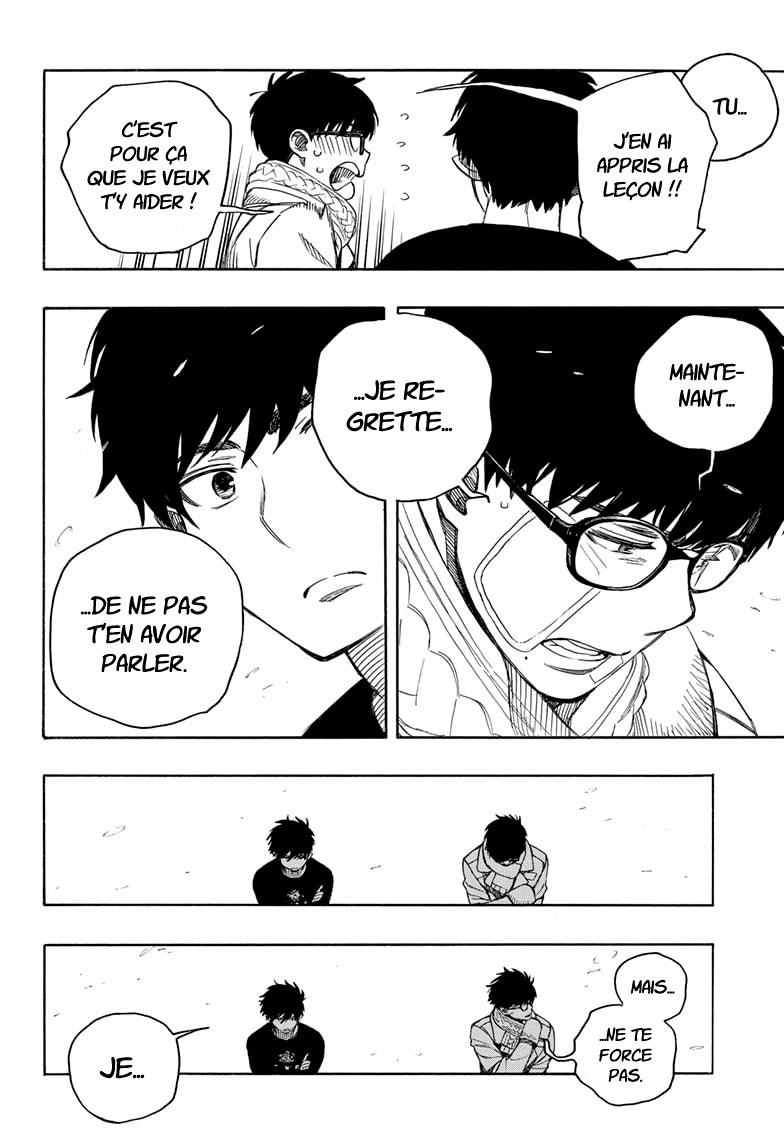 TU...
J'EN AI
APPRIS LA
LEÇON !!
C'EST
POUR ÇA
QUE JE VEUX
T'Y AIDER !
MAINTE-
NANT...
...JE RE-
GRETTE...
...DE NE PAS
T'EN AVOIR
PARLER.
MAIS...
..NE TE
FORCE
PAS.
JE...